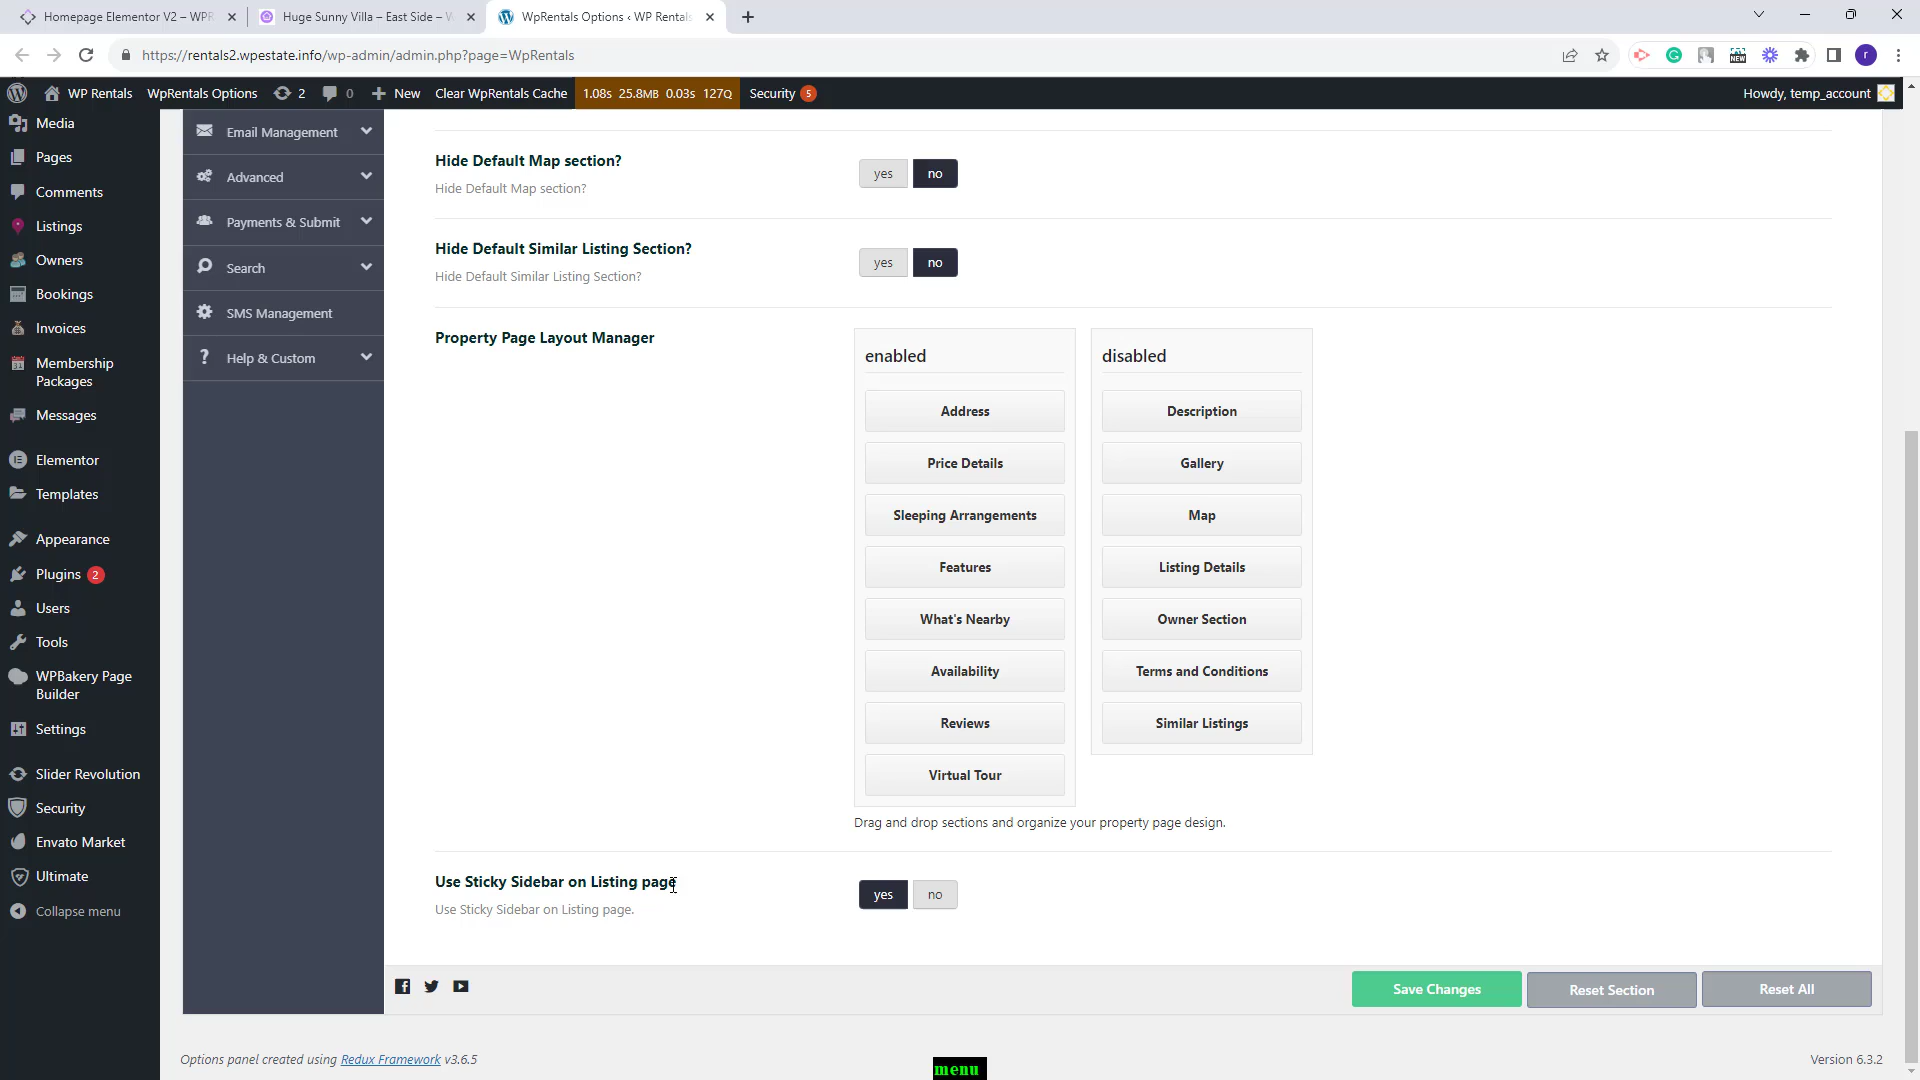 Homepage Elementor V2 – WPR
Huge Sunny Villa – East Side – W
WpRentals Options ‹ WP Rentals
https://rentals2.wpestate.info/wp-admin/admin.php?page=WpRentals
NEW
r
WP Rentals
WpRentals Options
2
0
New
Clear WpRentals Cache
1.08s 25.8MB 0.03s 127Q
Security 5
Howdy, temp_account
Media
Pages
Comments
Listings
Owners
Bookings
Invoices
Membership
Packages
Messages
Elementor
Templates
Appearance
Plugins 2
Users
Tools
WPBakery Page
Builder
Settings
Slider Revolution
Security
Envato Market
Ultimate
Collapse menu
Email Management
Advanced
Payments & Submit
Search
SMS Management
Help & Custom
Hide Default Map section?
Hide Default Map section?
yes no
Hide Default Similar Listing Section?
Hide Default Similar Listing Section?
yes no
Property Page Layout Manager
enabled
Address
Price Details
Sleeping Arrangements
Features
What's Nearby
Availability
Reviews
Virtual Tour
disabled
Description
Gallery
Map
Listing Details
Owner Section
Terms and Conditions
Similar Listings
Drag and drop sections and organize your property page design.
Use Sticky Sidebar on Listing page
Use Sticky Sidebar on Listing page.
yes no
Save Changes
Reset Section
Reset All
Options panel created using Redux Framework v3.6.5
Version 6.3.2
menu